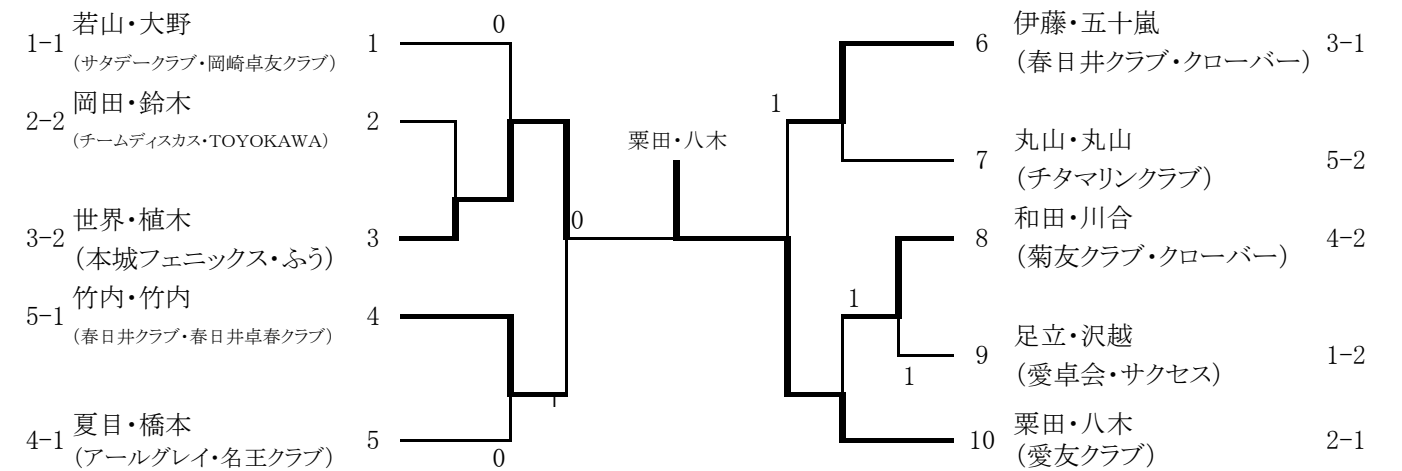 若山・大野
1-1
1
(サタデークラブ・岡崎卓友クラブ)
0
岡田・鈴木
2-2
2
(チームディスカス・TOYOKAWA)
世界・植木
3-2
3
(本城フェニックス・ふう)
0
竹内・竹内
5-1
4
(春日井クラブ・春日井卓春クラブ)
夏目・橋本
4-1
5
(アールグレイ・名王クラブ)
0
粟田・八木
伊藤・五十嵐
6
3-1
(春日井クラブ・クローバー)
1
丸山・丸山
7
5-2
(チタマリンクラブ)
和田・川合
8
4-2
(菊友クラブ・クローバー)
1
足立・沢越
9
1-2
(愛卓会・サクセス)
1
粟田・八木
10
2-1
(愛友クラブ)